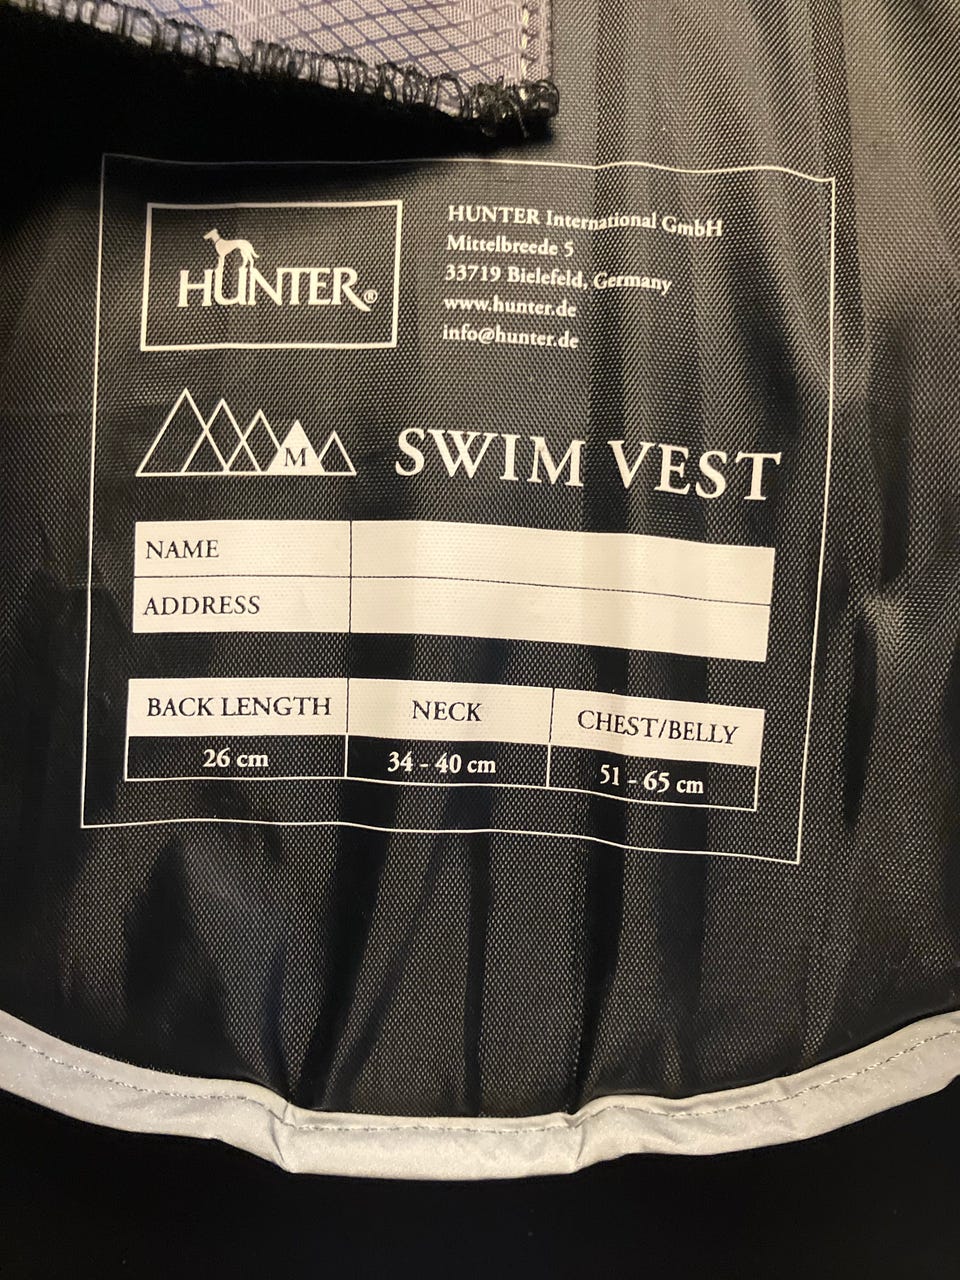 HUNTER®
HUNTER International GmbH
Mittelbreede 5
33719 Bielefeld, Germany
www.hunter.de
info@hunter.de
M
SWIM VEST
NAME
ADDRESS
BACK LENGTH NECK CHEST/BELLY
26 cm 34 - 40 cm 51 - 65 cm